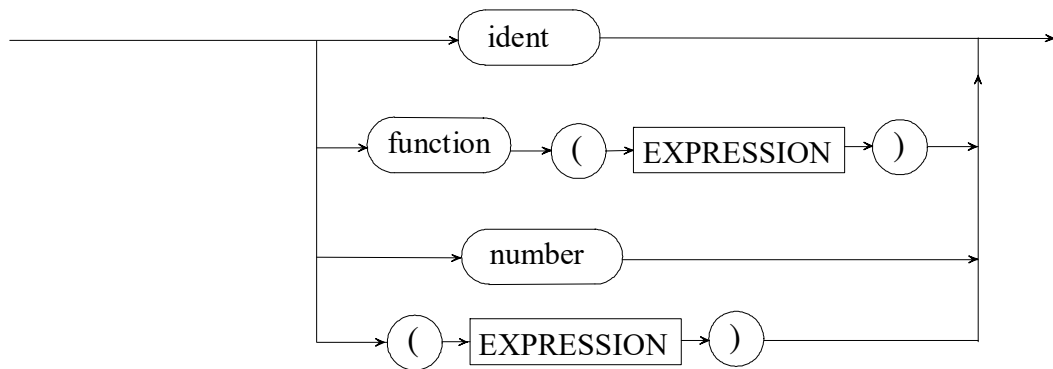 ident
function ( EXPRESSION )
number
( EXPRESSION )